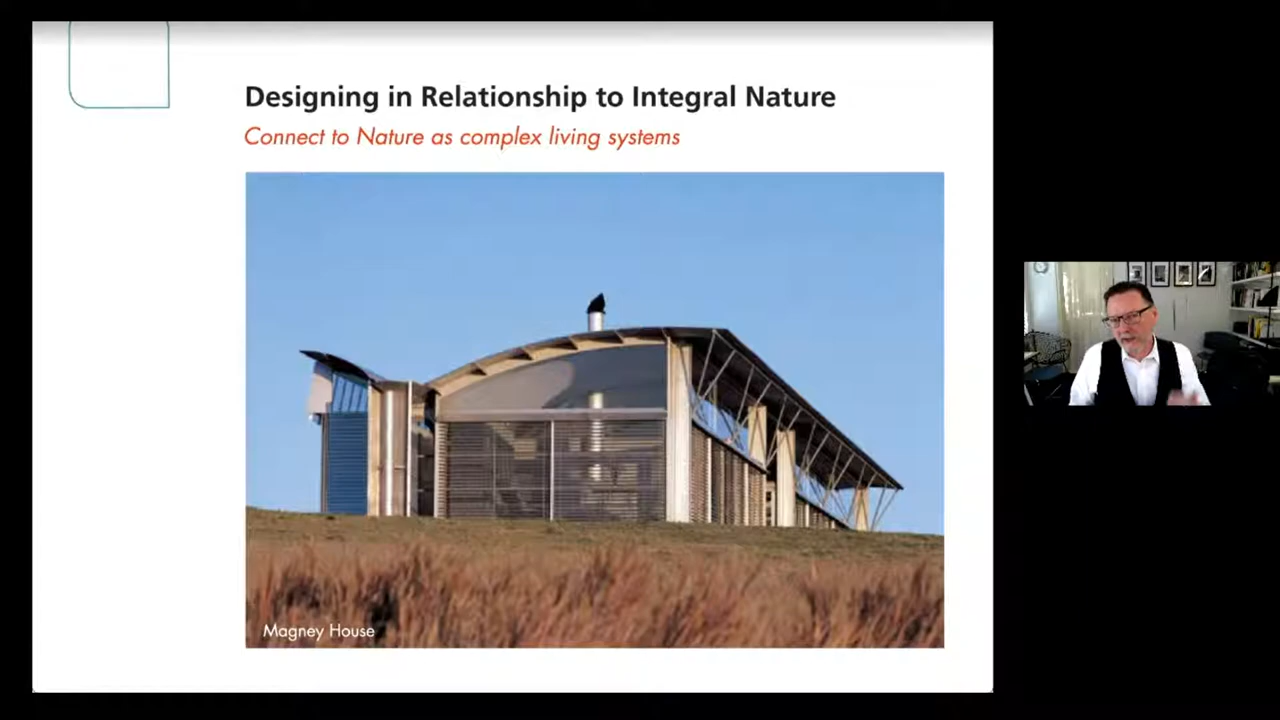 Designing in Relationship to Integral Nature
Connect to Nature as complex living systems
Magney House